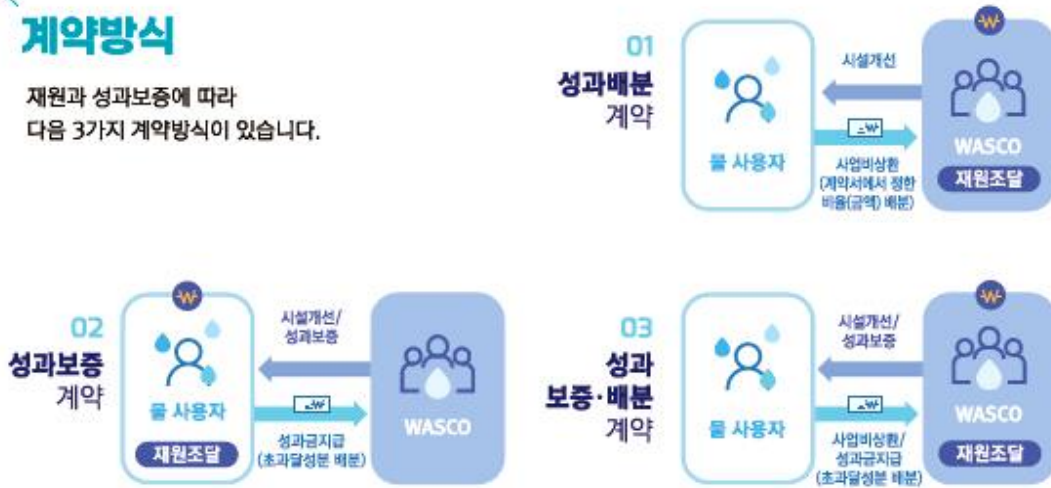 계약방식
재원과 성과보증에 따라
다음 3가지 계약방식이 있습니다.
01
성과배분
계약
물 사용자
시설개선
사업비상환
(계약서에서 정한
비율(금액) 배분)
WASCO
재원조달
02
성과보증
계약
물 사용자
재원조달
시설개선/
성과보증
성과금지급
(초과달성분 배분)
WASCO
03
성과
보증·배분
계약
물 사용자
시설개선/
성과보증
사업비상환/
성과금지급
(초과달성분 배분)
WASCO
재원조달